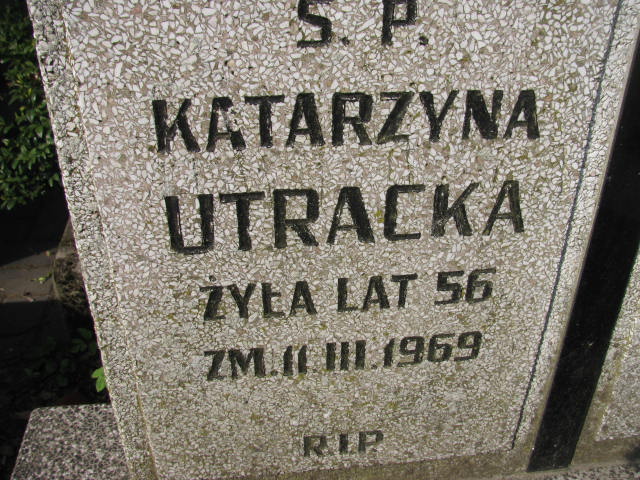 Ś. P.
KATARZYNA
UTRACKA
ŻYŁA LAT 56
ZM. 11.III.1969
R.I.P